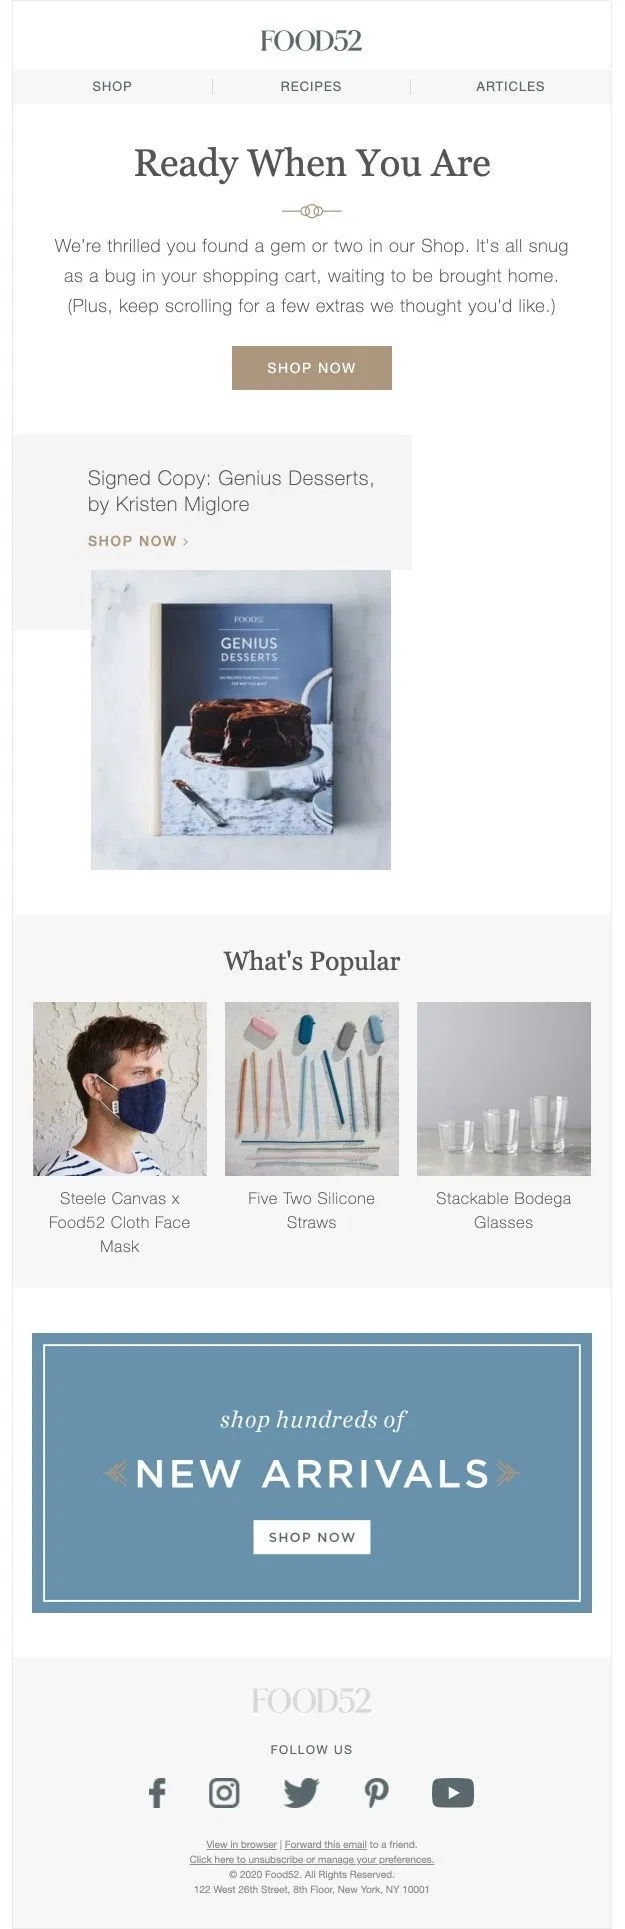 FOOD52
SHOP
RECIPES
ARTICLES
Ready When You Are
We're thrilled you found a gem or two in our Shop. It's all snug
as a bug in your shopping cart, waiting to be brought home.
(Plus, keep scrolling for a few extras we thought you'd like.)
SHOP NOW
Signed Copy: Genius Desserts,
by Kristen Miglore
SHOP NOW ›
FOOD52
GENIUS
DESSERTS
What's Popular
Steele Canvas x
Food52 Cloth Face
Mask
Five Two Silicone
Straws
Stackable Bodega
Glasses
shop hundreds of
NEW ARRIVALS
SHOP NOW
FOOD52
FOLLOW US
View in browser | Forward this email to a friend.
Click here to unsubscribe or manage your preferences.
© 2020 Food52. All Rights Reserved.
122 West 26th Street, 8th Floor, New York, NY 10001